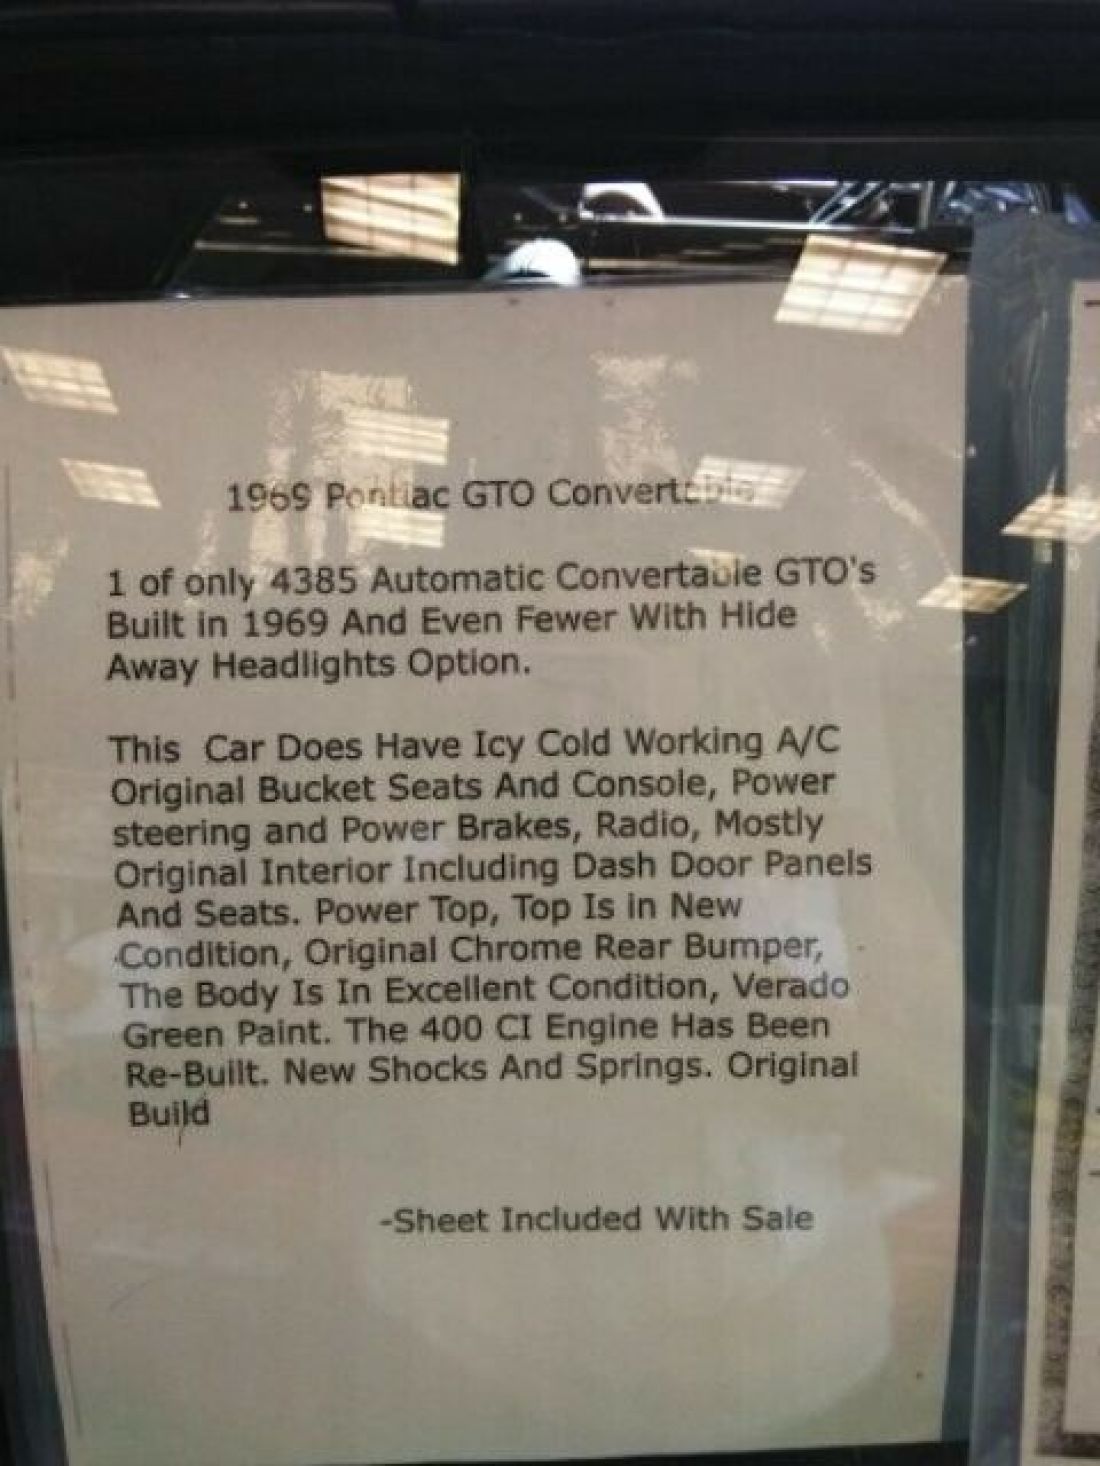 1969 Pontiac GTO Convertable
1 of only 4385 Automatic Convertable GTO's
Built in 1969 And Even Fewer With Hide
Away Headlights Option.
This Car Does Have Icy Cold Working A/C
Original Bucket Seats And Console, Power
steering and Power Brakes, Radio, Mostly
Original Interior Including Dash Door Panels
And Seats. Power Top, Top Is in New
Condition, Original Chrome Rear Bumper,
The Body Is In Excellent Condition, Verado
Green Paint. The 400 CI Engine Has Been
Re-Built. New Shocks And Springs. Original
Build
-Sheet Included With Sale